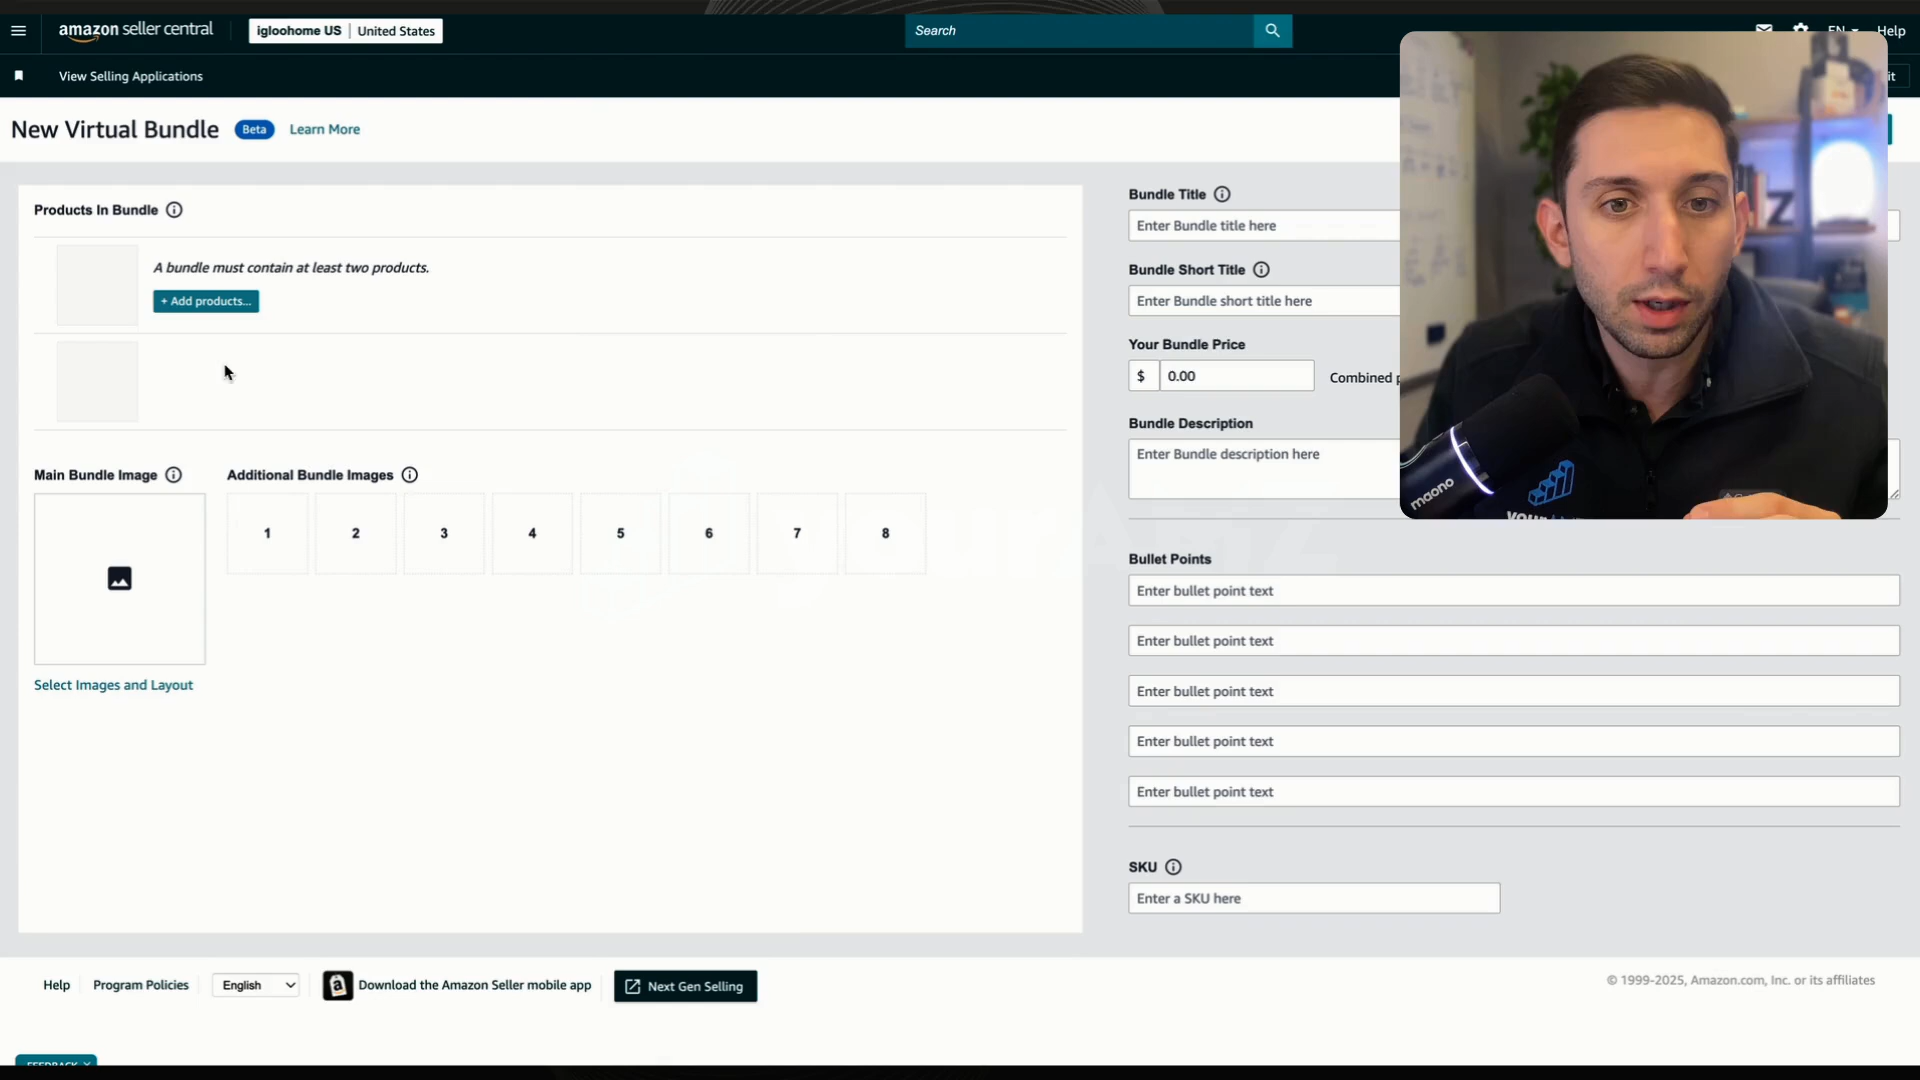 amazon seller central
igloohome US | United States
Search
EN
Help
View Selling Applications
New Virtual Bundle
Beta
Learn More
Products In Bundle
A bundle must contain at least two products.
+ Add products...
Main Bundle Image
Additional Bundle Images
1
2
3
4
5
6
7
8
Select Images and Layout
Bundle Title
Enter Bundle title here
Bundle Short Title
Enter Bundle short title here
Your Bundle Price
$
0.00
Combined
Bundle Description
Enter Bundle description here
maono
Bullet Points
Enter bullet point text
Enter bullet point text
Enter bullet point text
Enter bullet point text
Enter bullet point text
SKU
Enter a SKU here
Help
Program Policies
English
Download the Amazon Seller mobile app
Next Gen Selling
© 1999-2025, Amazon.com, Inc. or its affiliates
FEEDBACK